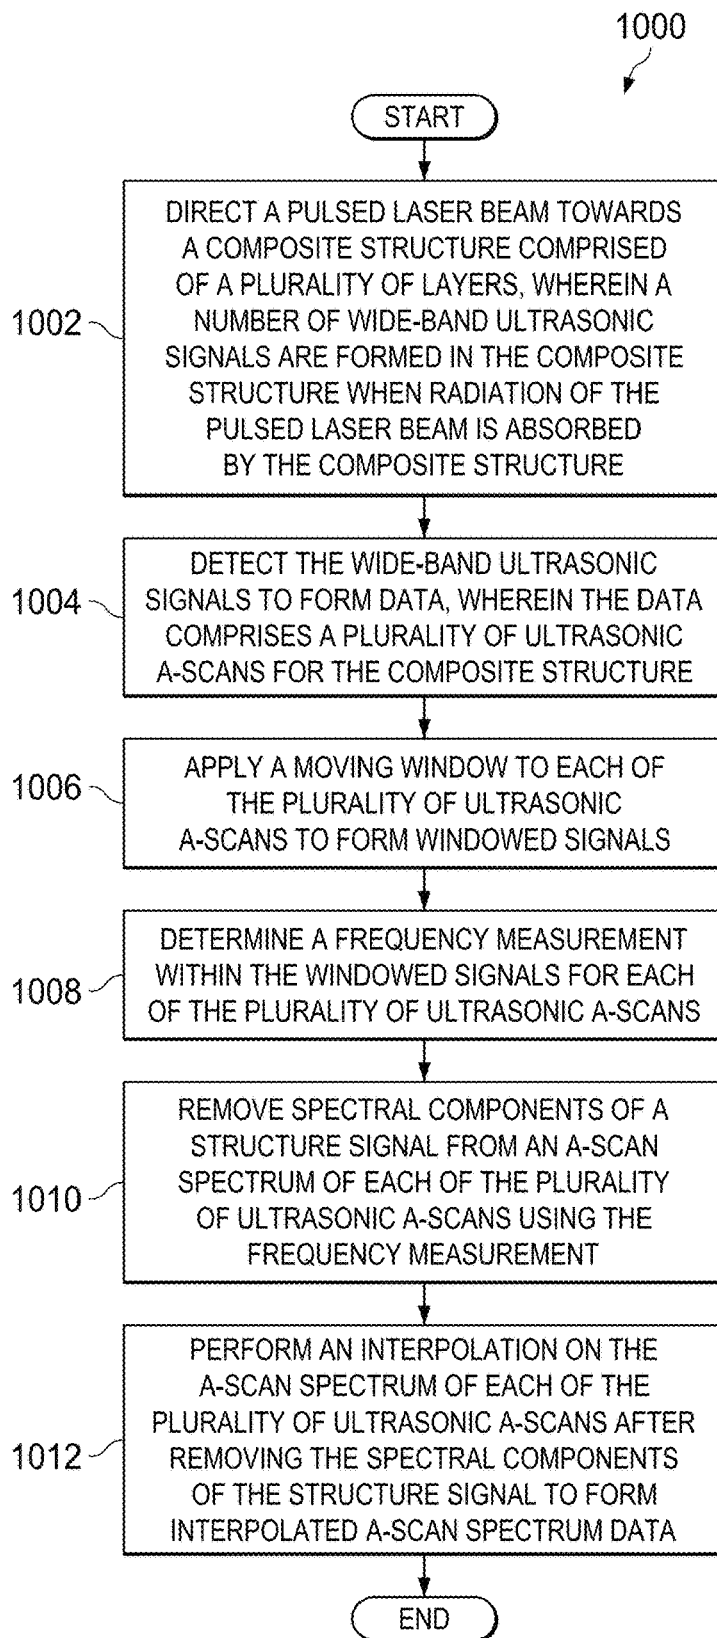 1000
START
DIRECT A PULSED LASER BEAM TOWARDS
A COMPOSITE STRUCTURE COMPRISED
OF A PLURALITY OF LAYERS, WHEREIN A
NUMBER OF WIDE-BAND ULTRASONIC
SIGNALS ARE FORMED IN THE COMPOSITE
STRUCTURE WHEN RADIATION OF THE
PULSED LASER BEAM IS ABSORBED
BY THE COMPOSITE STRUCTURE
1002
DETECT THE WIDE-BAND ULTRASONIC
SIGNALS TO FORM DATA, WHEREIN THE DATA
COMPRISES A PLURALITY OF ULTRASONIC
A-SCANS FOR THE COMPOSITE STRUCTURE
1004
APPLY A MOVING WINDOW TO EACH OF
THE PLURALITY OF ULTRASONIC
A-SCANS TO FORM WINDOWED SIGNALS
1006
DETERMINE A FREQUENCY MEASUREMENT
WITHIN THE WINDOWED SIGNALS FOR EACH
OF THE PLURALITY OF ULTRASONIC A-SCANS
1008
REMOVE SPECTRAL COMPONENTS OF A
STRUCTURE SIGNAL FROM AN A-SCAN
SPECTRUM OF EACH OF THE PLURALITY
OF ULTRASONIC A-SCANS USING THE
FREQUENCY MEASUREMENT
1010
PERFORM AN INTERPOLATION ON THE
A-SCAN SPECTRUM OF EACH OF THE
PLURALITY OF ULTRASONIC A-SCANS AFTER
REMOVING THE SPECTRAL COMPONENTS
OF THE STRUCTURE SIGNAL TO FORM
INTERPOLATED A-SCAN SPECTRUM DATA
1012
END